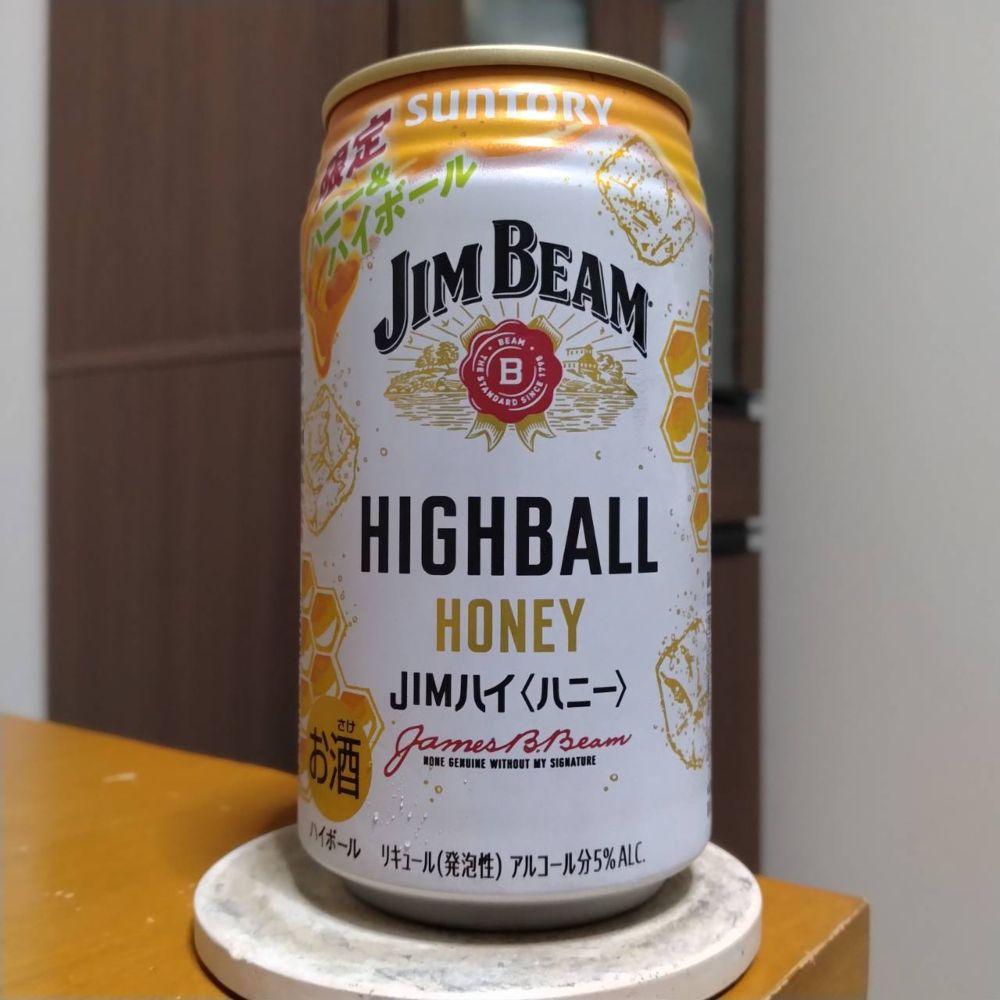 SUNTORY
限定
ハニー&
ハイボール
JIM BEAM
BEAM
B
THE STANDARD SINCE 1795
HIGHBALL
HONEY
JIMハイ〈ハニー〉
James B. Beam
NONE GENUINE WITHOUT MY SIGNATURE
さけ
お酒
ハイボール
リキュール(発泡性) アルコール分5%ALC.